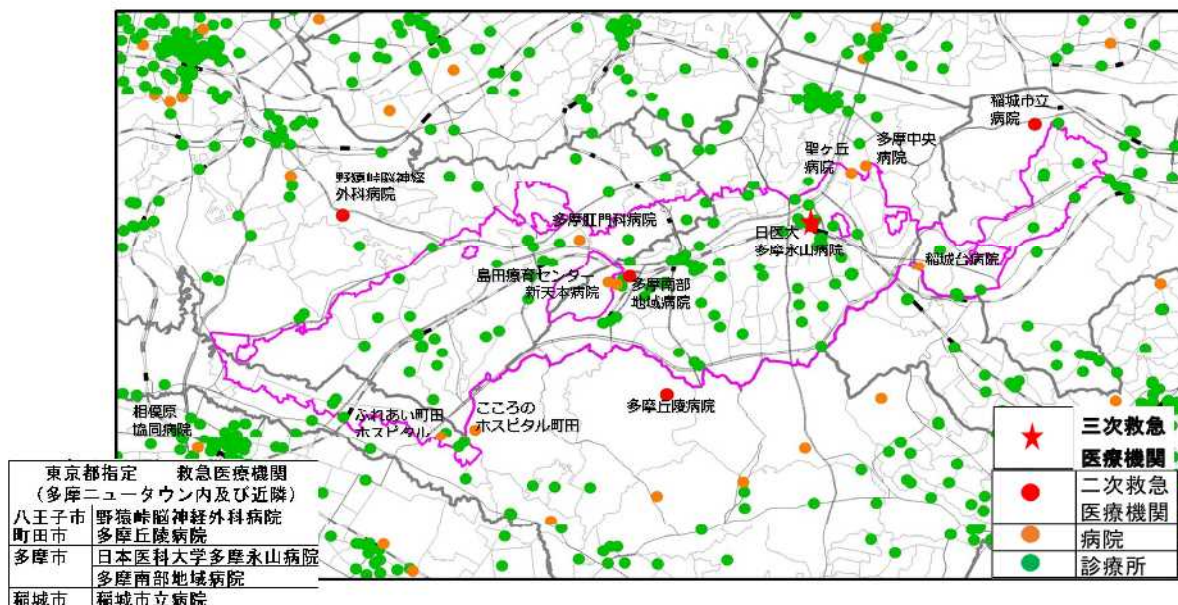 稲城市立
病院
多摩中央
病院
聖ヶ丘
病院
野猿峠脳神経
外科病院
多摩肛門科病院
日医大
多摩永山病院
稲城台病院
島田療育センター
新天本病院
多摩南部
地域病院
多摩丘陵病院
こころの
ホスピタル町田
ふれあい町田
ホスピタル
相模原
協同病院
三次救急
医療機関
二次救急
医療機関
病院
診療所
東京都指定 救急医療機関
(多摩ニュータウン内及び近隣)
八王子市 野猿峠脳神経外科病院
町田市 多摩丘陵病院
多摩市 日本医科大学多摩永山病院
多摩南部地域病院
稲城市 稲城市立病院